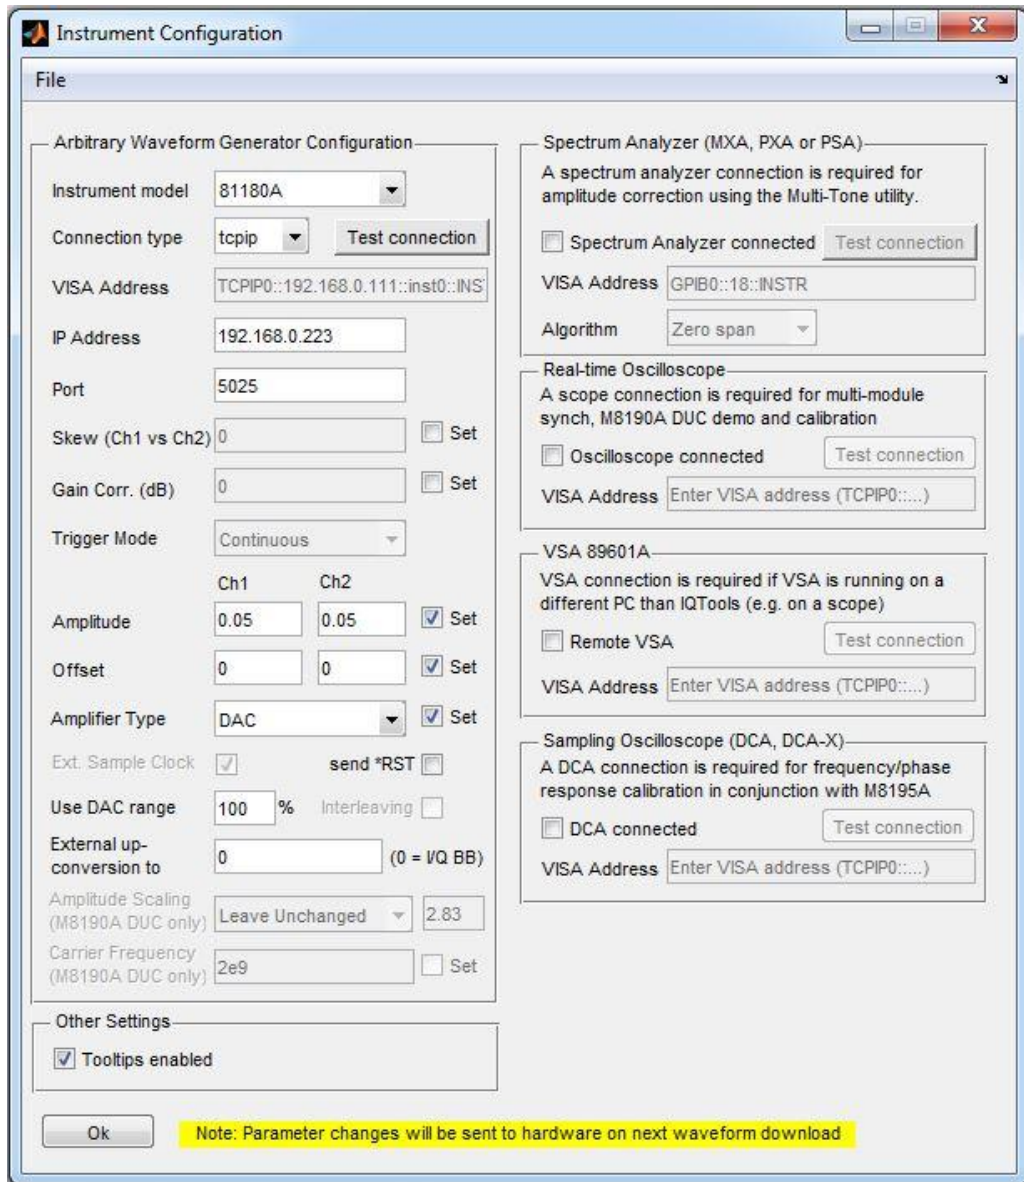 Instrument Configuration
File
Arbitrary Waveform Generator Configuration
Instrument model 81180A
Connection type tcpip Test connection
VISA Address TCPIP0::192.168.0.111::inst0::INS
IP Address 192.168.0.223
Port 5025
Skew (Ch1 vs Ch2) 0 Set
Gain Corr. (dB) 0 Set
Trigger Mode Continuous
Ch1 Ch2
Amplitude 0.05 0.05 Set
Offset 0 0 Set
Amplifier Type DAC Set
Ext. Sample Clock send *RST
Use DAC range 100 % Interleaving
External up-
conversion to 0 (0 = I/Q BB)
Amplitude Scaling
(M8190A DUC only) Leave Unchanged 2.83
Carrier Frequency
(M8190A DUC only) 2e9 Set
Other Settings
Tooltips enabled
Spectrum Analyzer (MXA, PXA or PSA)
A spectrum analyzer connection is required for
amplitude correction using the Multi-Tone utility.
Spectrum Analyzer connected Test connection
VISA Address GPIB0::18::INSTR
Algorithm Zero span
Real-time Oscilloscope
A scope connection is required for multi-module
synch, M8190A DUC demo and calibration
Oscilloscope connected Test connection
VISA Address Enter VISA address (TCPIP0::...)
VSA 89601A
VSA connection is required if VSA is running on a
different PC than IQTools (e.g. on a scope)
Remote VSA Test connection
VISA Address Enter VISA address (TCPIP0::...)
Sampling Oscilloscope (DCA, DCA-X)
A DCA connection is required for frequency/phase
response calibration in conjunction with M8195A
DCA connected Test connection
VISA Address Enter VISA address (TCPIP0::...)
Ok Note: Parameter changes will be sent to hardware on next waveform download